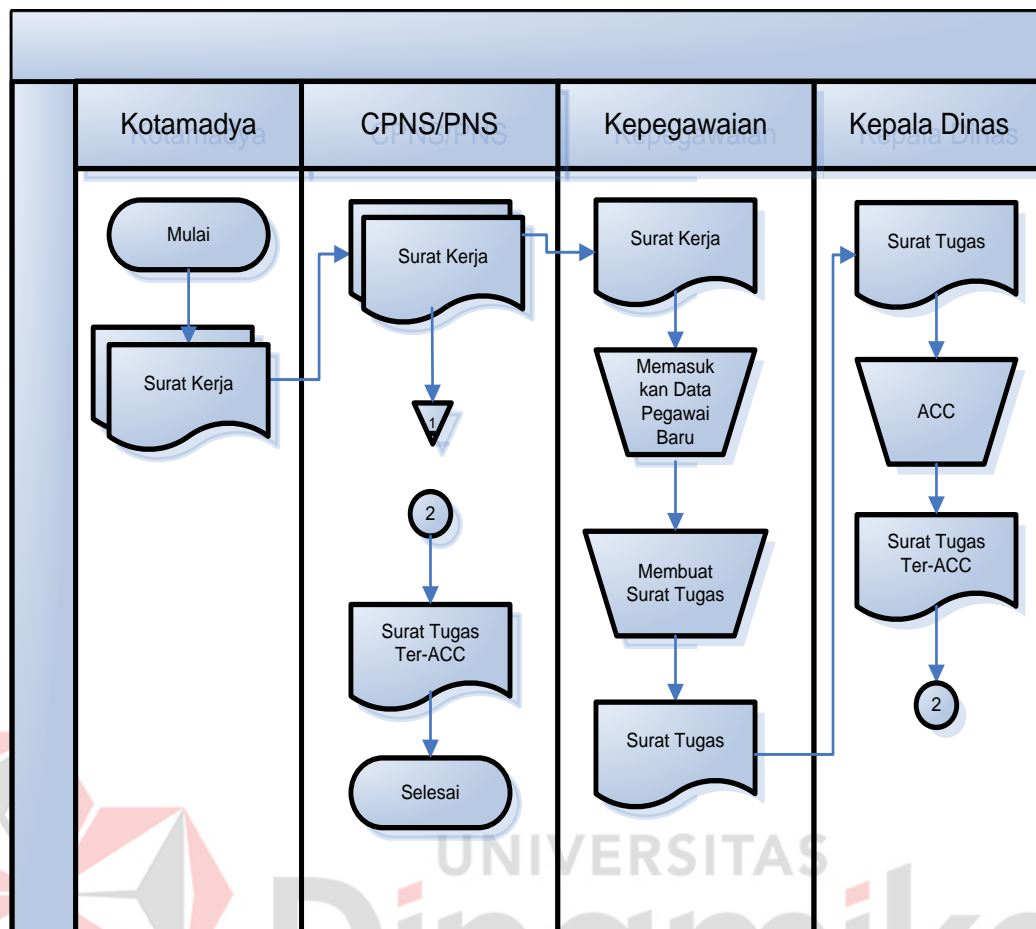 Kotamadya
CPNS/PNS
Kepegawaian
Kepala Dinas
Mulai
Surat Kerja
Surat Kerja
1
2
Surat Tugas
Ter-ACC
Selesai
Surat Kerja
Memasuk
kan Data
Pegawai
Baru
Membuat
Surat Tugas
Surat Tugas
Surat Tugas
ACC
Surat Tugas
Ter-ACC
2
UNIVERSITAS
Dinamika